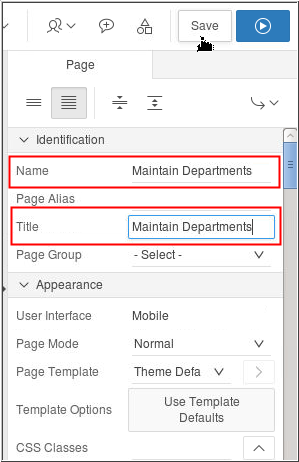 Save
Page
Identification
Name Maintain Departments
Page Alias
Title Maintain Departments
Page Group - Select -
Appearance
User Interface Mobile
Page Mode Normal
Page Template Theme Defa
Template Options Use Template
Defaults
CSS Classes